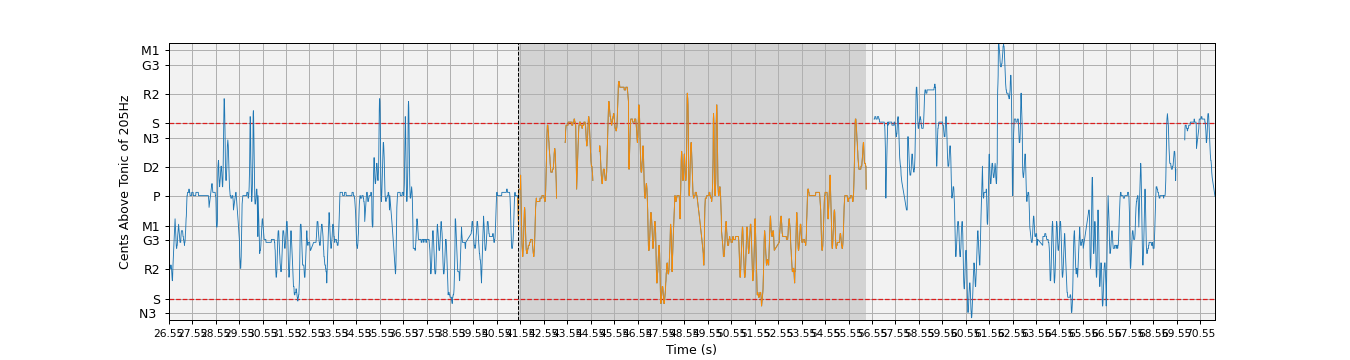 Cents Above Tonic of 205Hz
M1
G3
R2
S
N3
D2
P
M1
G3
R2
S
N3
26.55 27.55 28.55 29.55 30.55 31.55 32.55 33.55 34.55 35.55 36.55 37.55 38.55 39.55 40.55 41.55 42.55 43.55 44.55 45.55 46.55 47.55 48.55 49.55 50.55 51.55 52.55 53.55 54.55 55.55 56.55 57.55 58.55 59.55 60.55 61.55 62.55 63.55 64.55 65.55 66.55 67.55 68.55 69.55 70.55
Time (s)